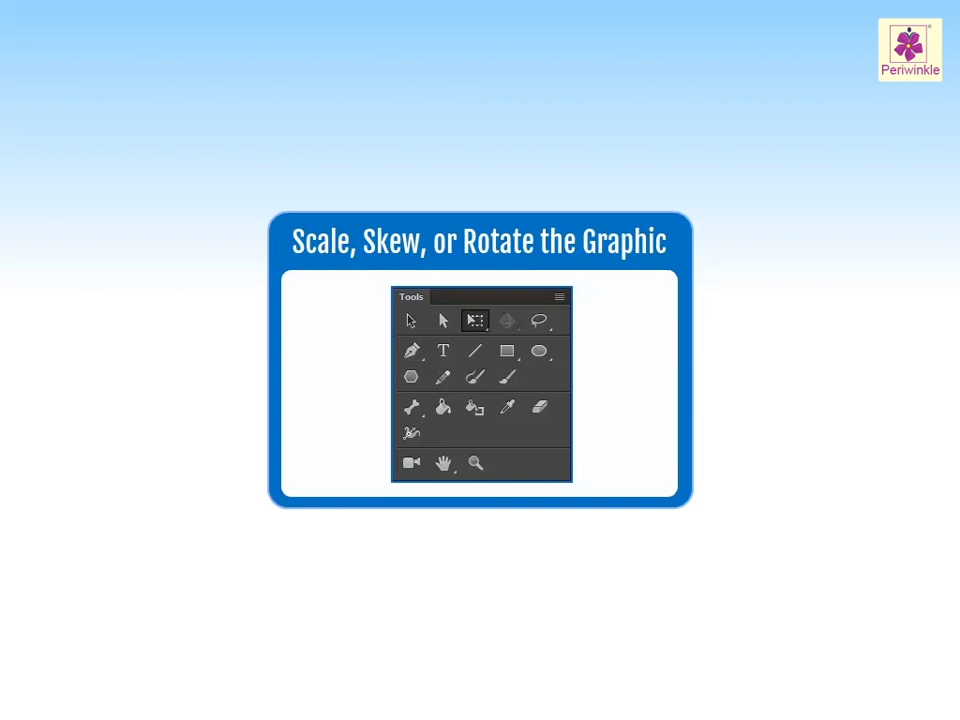 Periwinkle
Scale, Skew, or Rotate the Graphic
Tools
T